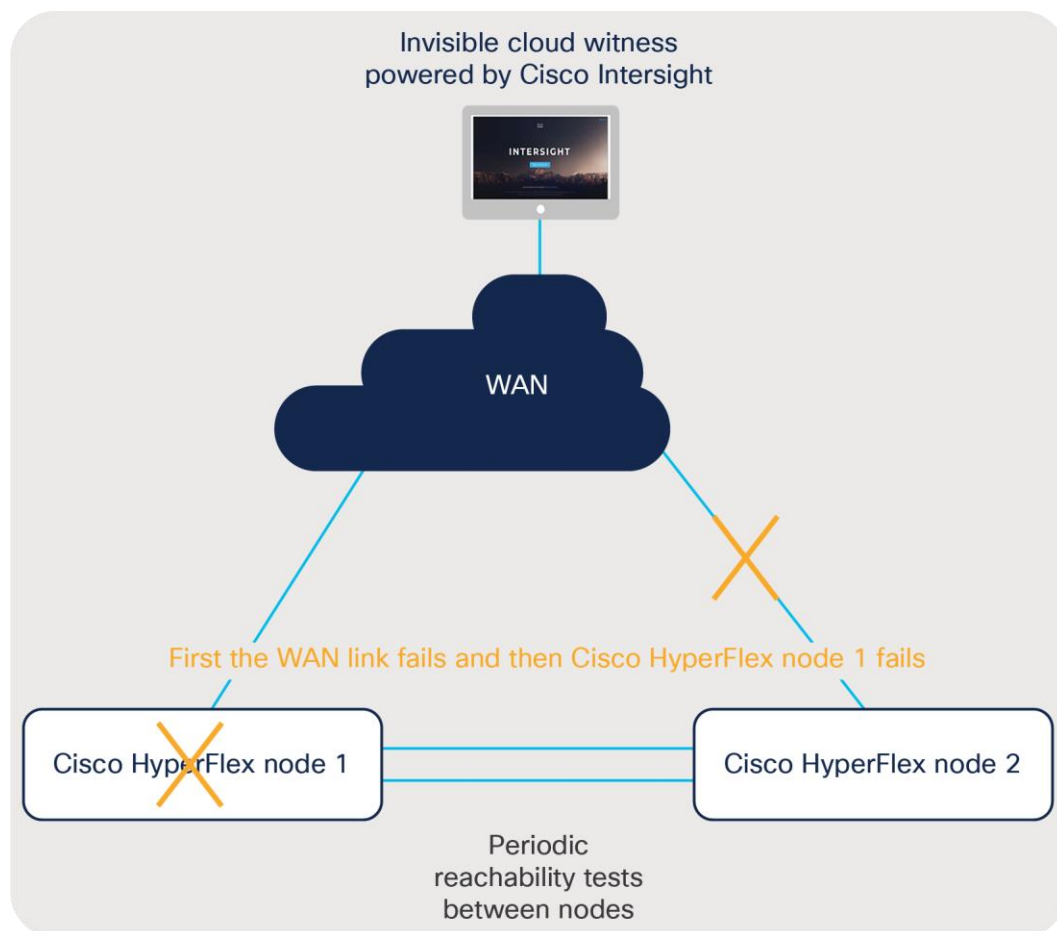 Invisible cloud witness
powered by Cisco Intersight
INTERSIGHT
WAN
First the WAN link fails and then Cisco HyperFlex node 1 fails
Cisco HyperFlex node 1
Cisco HyperFlex node 2
Periodic
reachability tests
between nodes